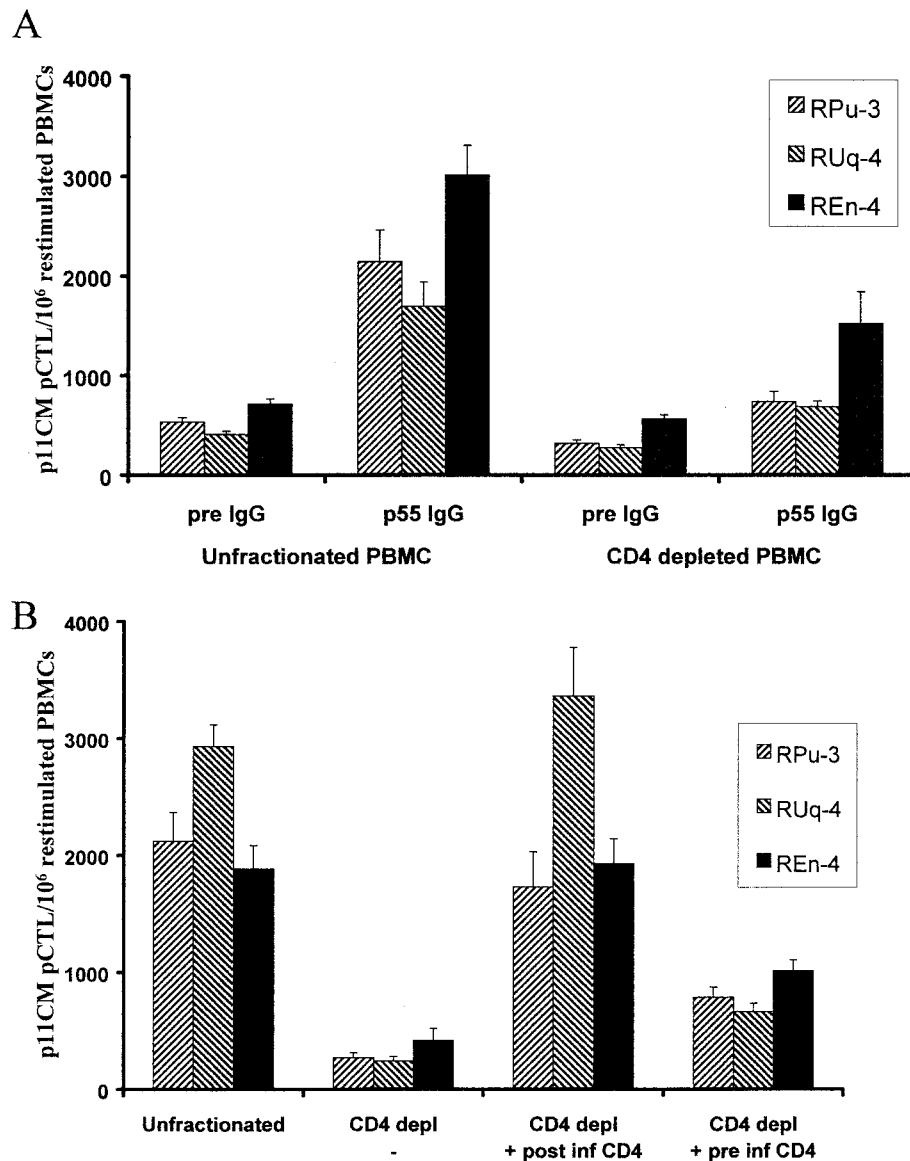 A
p11CM pCTL/10⁶ restimulated PBMCs
4000
3000
2000
1000
0
RPu-3
RUq-4
REn-4
pre IgG p55 IgG pre IgG p55 IgG
Unfractionated PBMC CD4 depleted PBMC
B
p11CM pCTL/10⁶ restimulated PBMCs
4000
3000
2000
1000
0
RPu-3
RUq-4
REn-4
Unfractionated CD4 depl CD4 depl CD4 depl
- + post inf CD4 + pre inf CD4